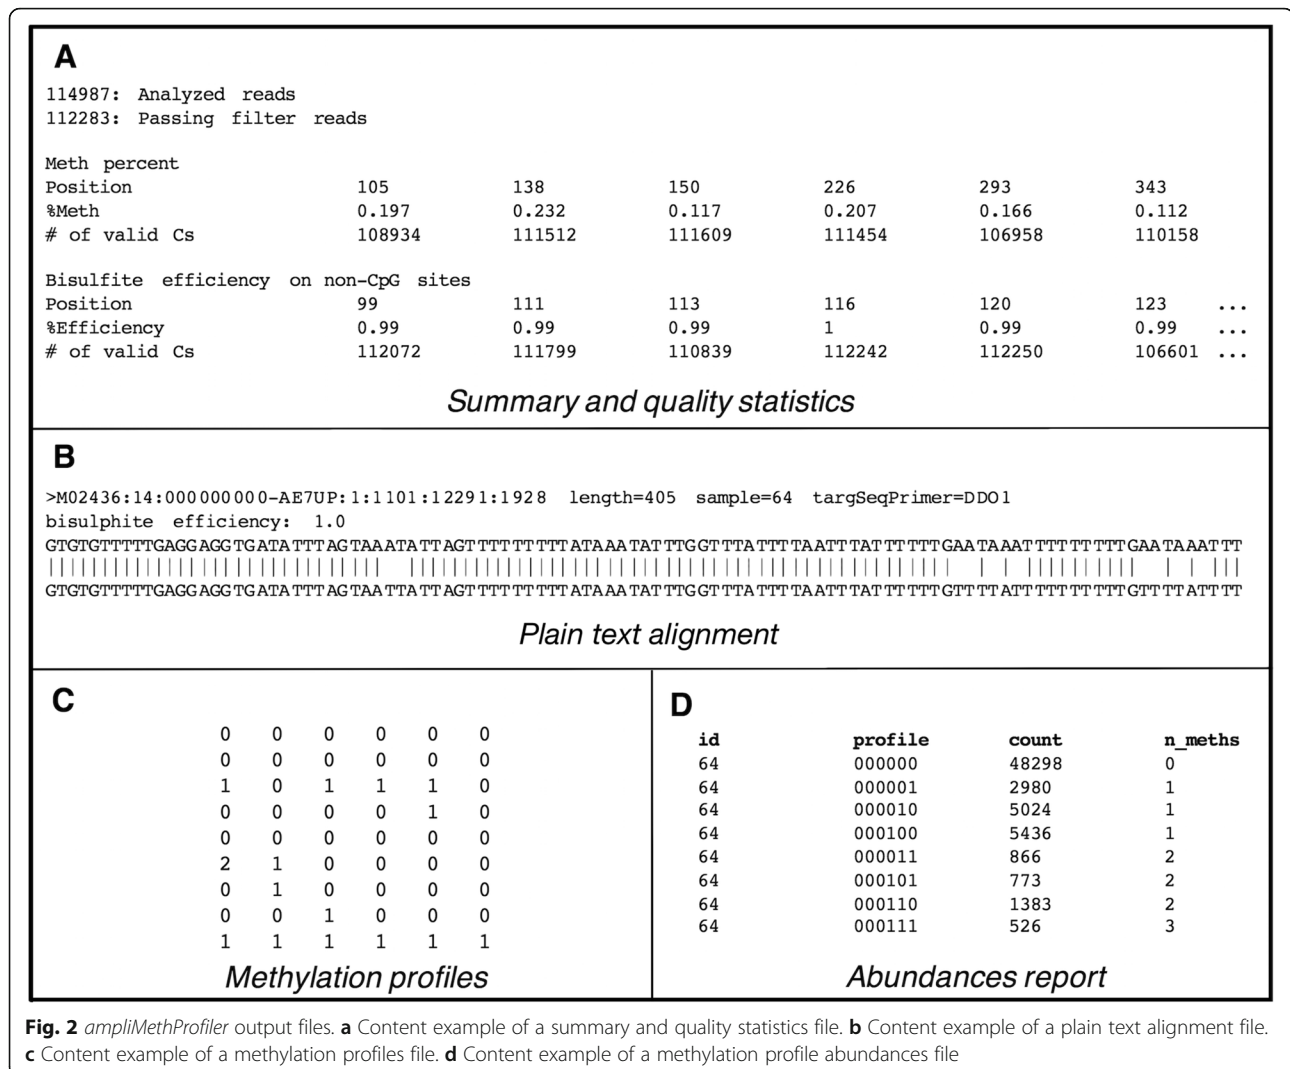 A
114987: Analyzed reads
112283: Passing filter reads
Meth percent
Position 105 138 150 226 293 343
%Meth 0.197 0.232 0.117 0.207 0.166 0.112
# of valid Cs 108934 111512 111609 111454 106958 110158
Bisulfite efficiency on non-CpG sites
Position 99 111 113 116 120 123 ...
%Efficiency 0.99 0.99 0.99 1 0.99 0.99 ...
# of valid Cs 112072 111799 110839 112242 112250 106601 ...
Summary and quality statistics
B
>M02436:14:000000000-AE7UP:1:1101:12291:1928 length=405 sample=64 targSeqPrimer=DDO1
bisulphite efficiency: 1.0
GTGTGTTTTTGAGGAGGTGATATTTAGTAAATATTAGTTTTTTTTTATAAATATTTGGTTTATTTTAATTTATTTTTTGAATAAATTTTTTTTTGAATAAATTT
GTGTGTTTTTGAGGAGGTGATATTTAGTAATTATTAGTTTTTTTTTATAAATATTTGGTTTATTTTAATTTATTTTTTGTTTTATTTTTTTTTTGTTTTATTTT
Plain text alignment
C
0 0 0 0 0 0
0 0 0 0 0 0
1 0 1 1 1 0
0 0 0 0 1 0
0 0 0 0 0 0
2 1 0 0 0 0
0 1 0 0 0 0
0 0 1 0 0 0
1 1 1 1 1 1
Methylation profiles
D
id profile count n_meths
64 000000 48298 0
64 000001 2980 1
64 000010 5024 1
64 000100 5436 1
64 000011 866 2
64 000101 773 2
64 000110 1383 2
64 000111 526 3
Abundances report
Fig. 2 ampliMethProfiler output files. a Content example of a summary and quality statistics file. b Content example of a plain text alignment file.
c Content example of a methylation profiles file. d Content example of a methylation profile abundances file